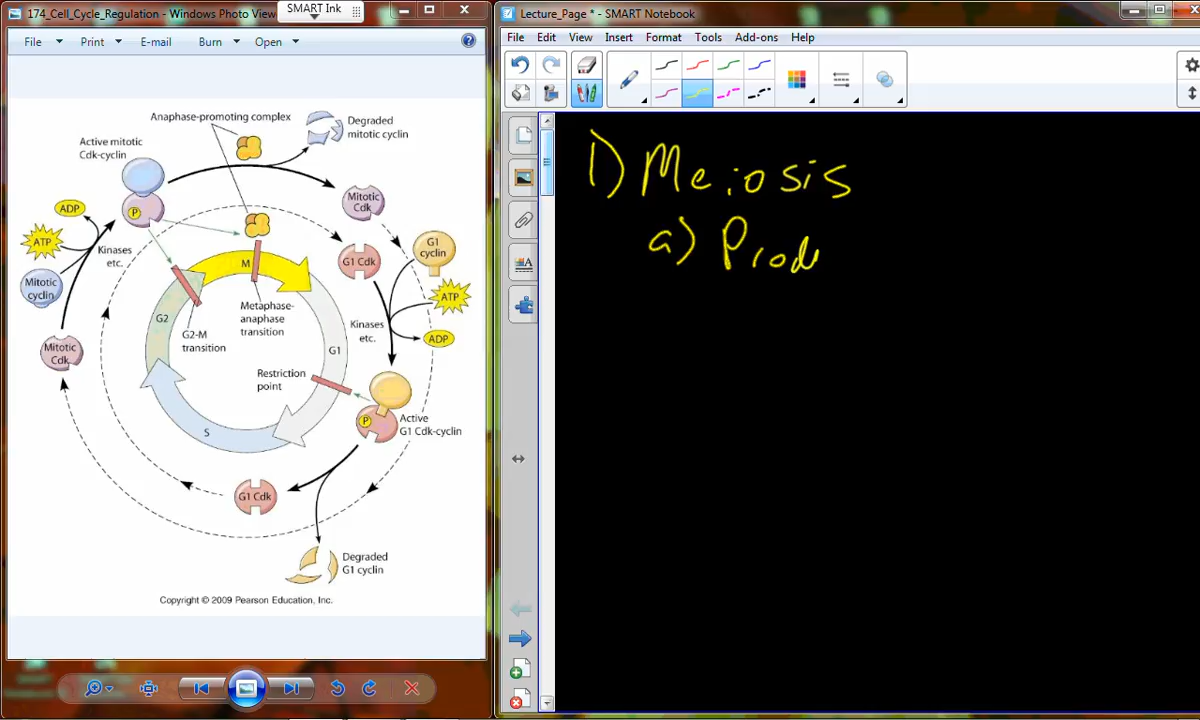 174_Cell_Cycle_Regulation - Windows Photo View
SMART Ink
File Print E-mail Burn Open
Anaphase-promoting complex
Degraded
mitotic cyclin
Active mitotic
Cdk-cyclin
P
ADP
ATP
Kinases
etc.
Mitotic
cyclin
Mitotic
Cdk
Mitotic
Cdk
G1 Cdk
G1
cyclin
ATP
Kinases
etc.
ADP
M
G2
G1
S
G2-M
transition
Metaphase-
anaphase
transition
Restriction
point
P
Active
G1 Cdk-cyclin
G1 Cdk
Degraded
G1 cyclin
Copyright © 2009 Pearson Education, Inc.
Lecture_Page * - SMART Notebook
File Edit View Insert Format Tools Add-ons Help
1) Meiosis
a) Prod